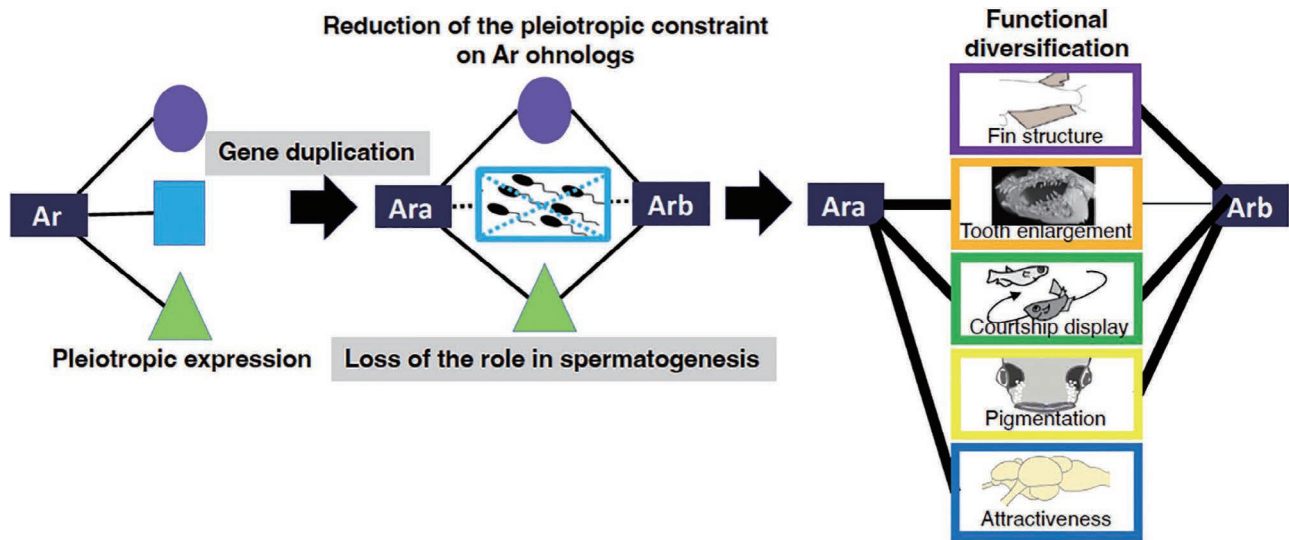 Reduction of the pleiotropic constraint
on Ar ohnologs
Functional
diversification
Gene duplication
Ar
Ara
Arb
Ara
Arb
Fin structure
Tooth enlargement
Courtship display
Pigmentation
Attractiveness
Pleiotropic expression
Loss of the role in spermatogenesis